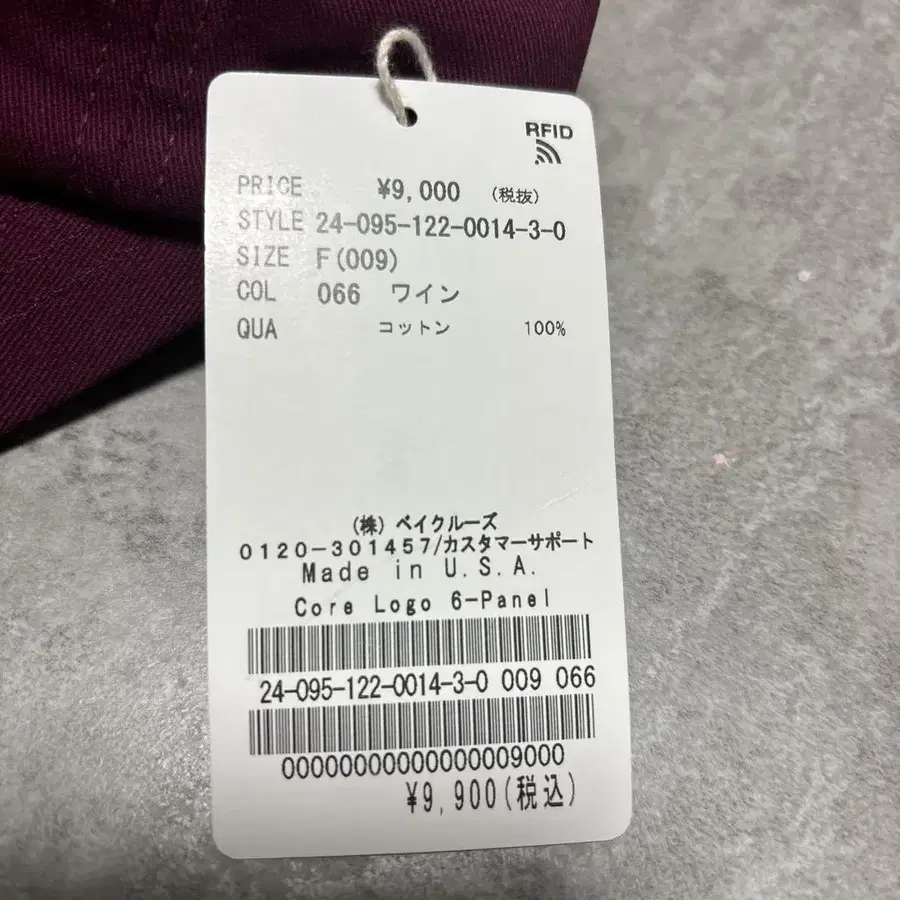 RFID
PRICE ¥9,000 (税抜)
STYLE 24-095-122-0014-3-0
SIZE F(009)
COL 066 ワイン
QUA コットン 100%
(株) ベイクルーズ
0120-301457/カスタマーサポート
Made in U.S.A.
Core Logo 6-Panel
24-095-122-0014-3-0 009 066
00000000000000009000
¥9,900(税込)